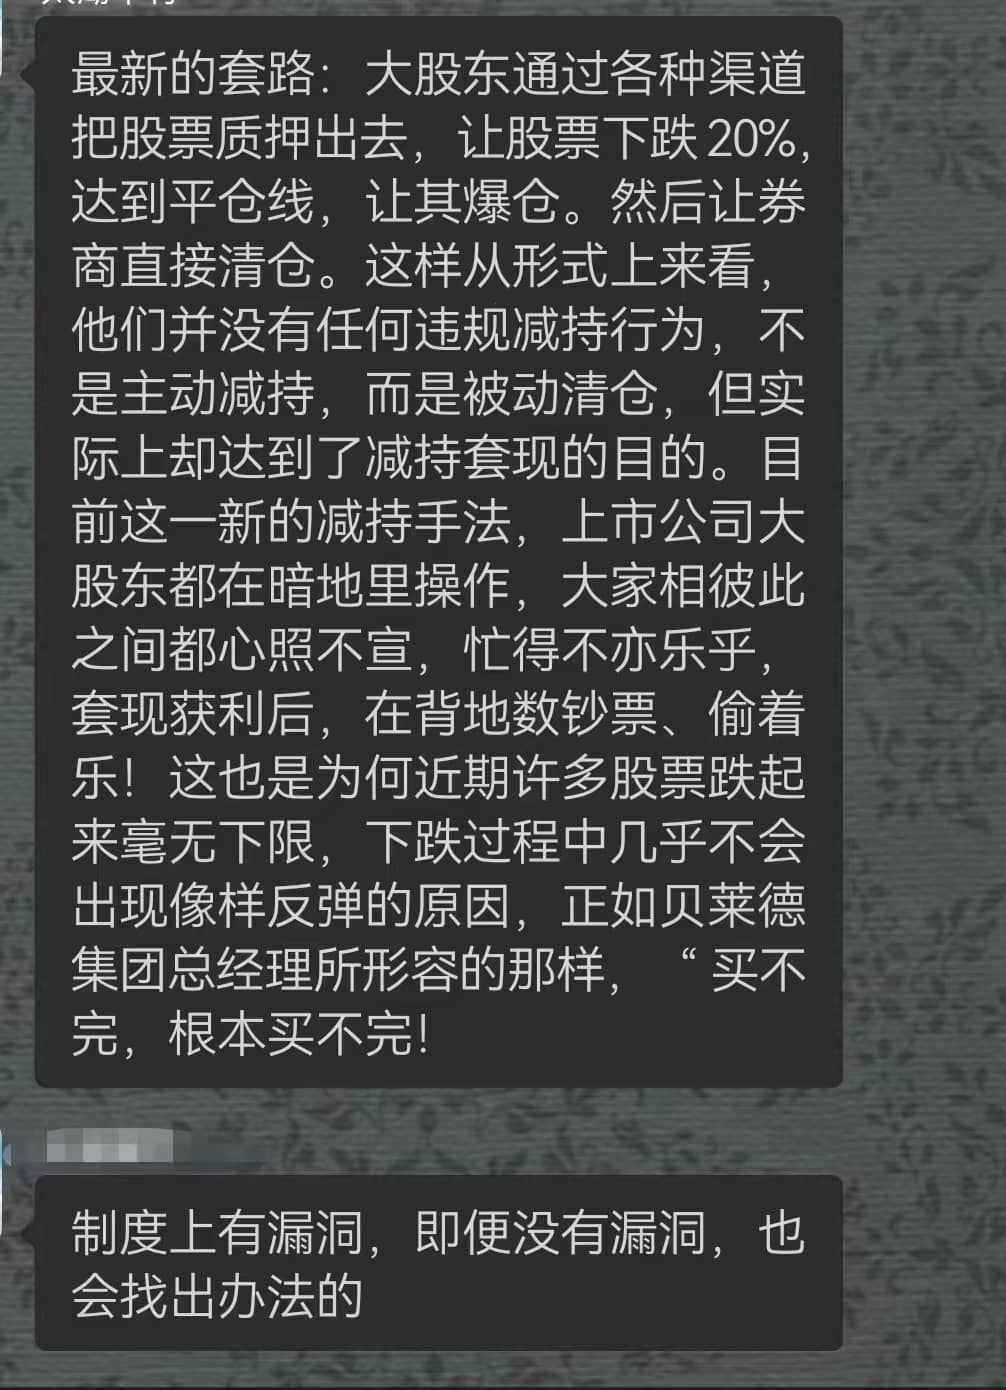 最新的套路：大股东通过各种渠道
把股票质押出去，让股票下跌20%，
达到平仓线，让其爆仓。然后让券
商直接清仓。这样从形式上来看，
他们并没有任何违规减持行为，不
是主动减持，而是被动清仓，但实
际上却达到了减持套现的目的。目
前这一新的减持手法，上市公司大
股东都在暗地里操作，大家相彼此
之间都心照不宣，忙得不亦乐乎，
套现获利后，在背地数钞票、偷着
乐！这也是为何近期许多股票跌起
来毫无下限，下跌过程中几乎不会
出现像样反弹的原因，正如贝莱德
集团总经理所形容的那样，“买不
完，根本买不完！
制度上有漏洞，即便没有漏洞，也
会找出办法的